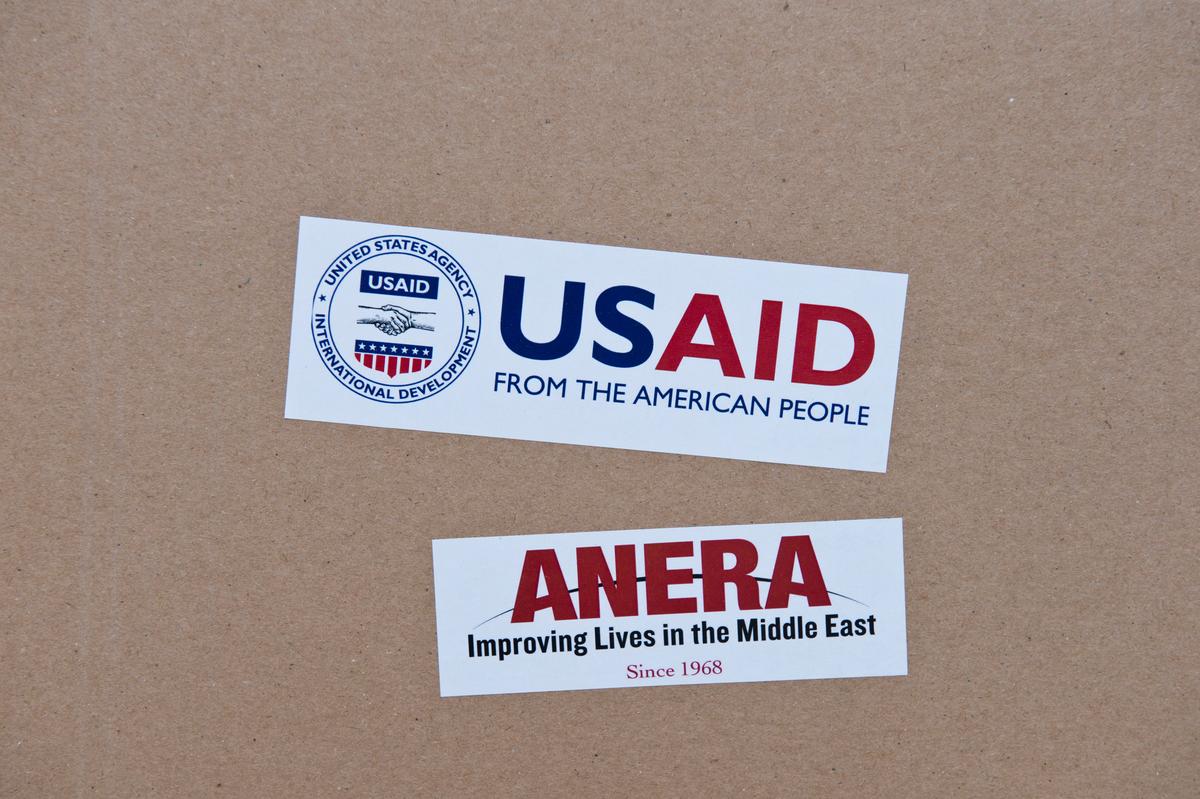 UNITED STATES AGENCY
INTERNATIONAL DEVELOPMENT
USAID
USAID
FROM THE AMERICAN PEOPLE
ANERA
Improving Lives in the Middle East
Since 1968